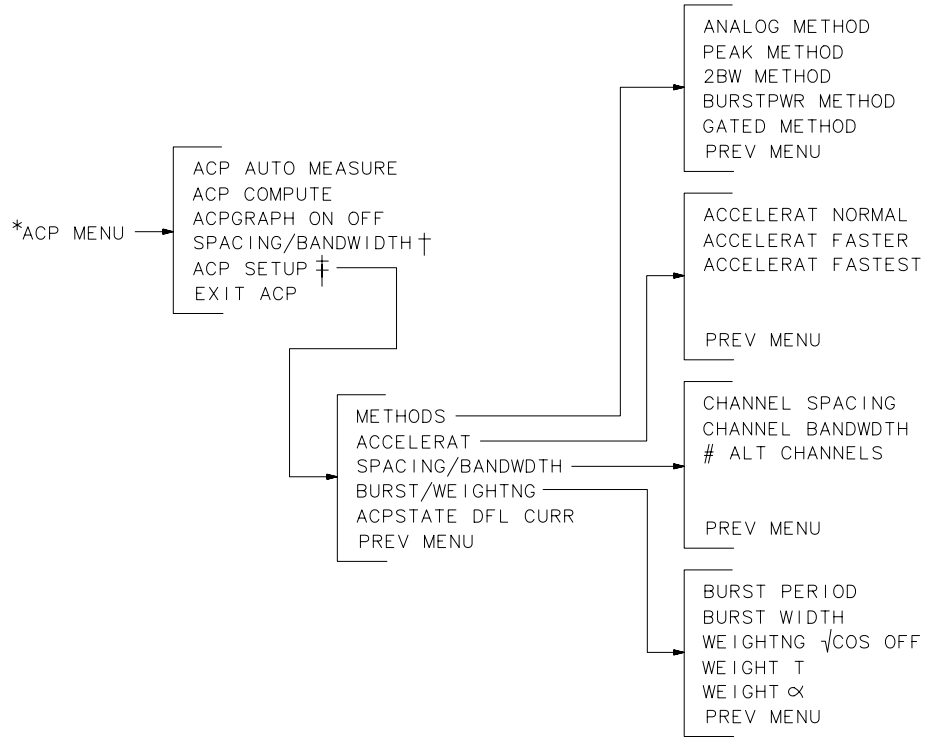 *ACP MENU
ACP AUTO MEASURE
ACP COMPUTE
ACPGRAPH ON OFF
SPACING/BANDWIDTH †
ACP SETUP ‡
EXIT ACP
METHODS
ACCELERAT
SPACING/BANDWDTH
BURST/WEIGHTNG
ACPSTATE DFL CURR
PREV MENU
ANALOG METHOD
PEAK METHOD
2BW METHOD
BURSTPWR METHOD
GATED METHOD
PREV MENU
ACCELERAT NORMAL
ACCELERAT FASTER
ACCELERAT FASTEST
PREV MENU
CHANNEL SPACING
CHANNEL BANDWDTH
# ALT CHANNELS
PREV MENU
BURST PERIOD
BURST WIDTH
WEIGHTNG √COS OFF
WEIGHT T
WEIGHT ∝
PREV MENU